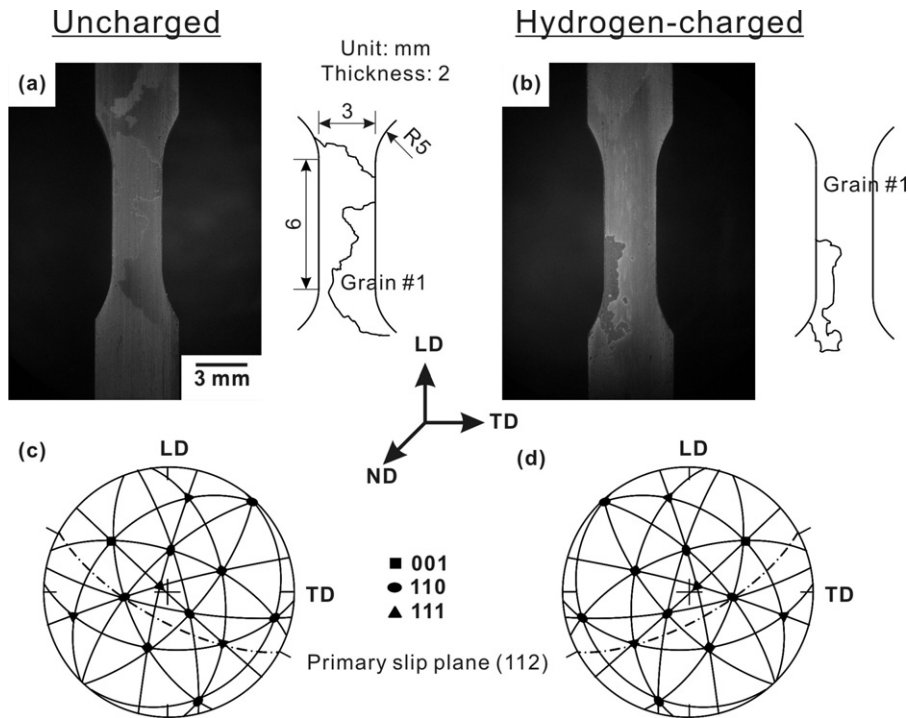 Uncharged
Hydrogen-charged
Unit: mm
Thickness: 2
(a)
3
R5
6
Grain #1
3 mm
(b)
Grain #1
LD
TD
ND
(c)
LD
TD
(d)
LD
TD
001
110
111
Primary slip plane (112)